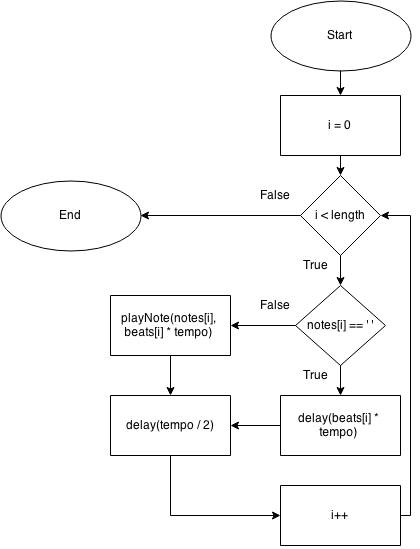 Start
i = 0
False
i < length
End
True
False
playNote(notes[i],
beats[i] * tempo)
notes[i] == ' '
True
delay(tempo / 2)
delay(beats[i] *
tempo)
i++